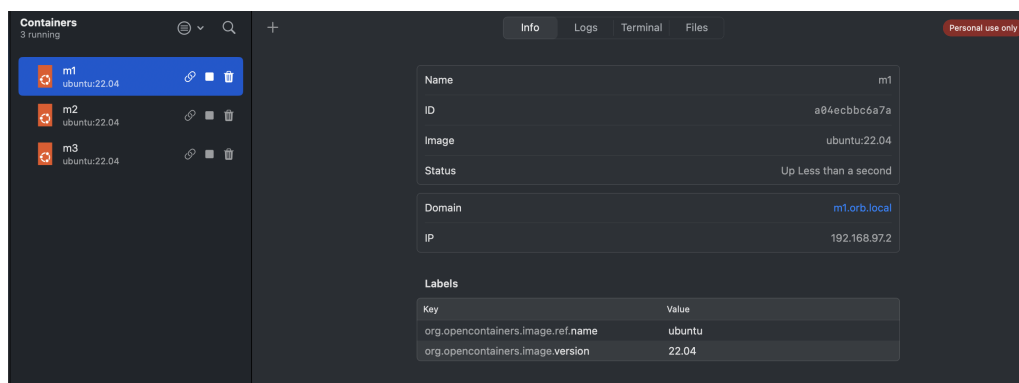 Containers
3 running
Info Logs Terminal Files
Personal use only
m1
ubuntu:22.04
m2
ubuntu:22.04
m3
ubuntu:22.04
Name m1
ID a04ecbbc6a7a
Image ubuntu:22.04
Status Up Less than a second
Domain m1.orb.local
IP 192.168.97.2
Labels
Key Value
org.opencontainers.image.ref.name ubuntu
org.opencontainers.image.version 22.04